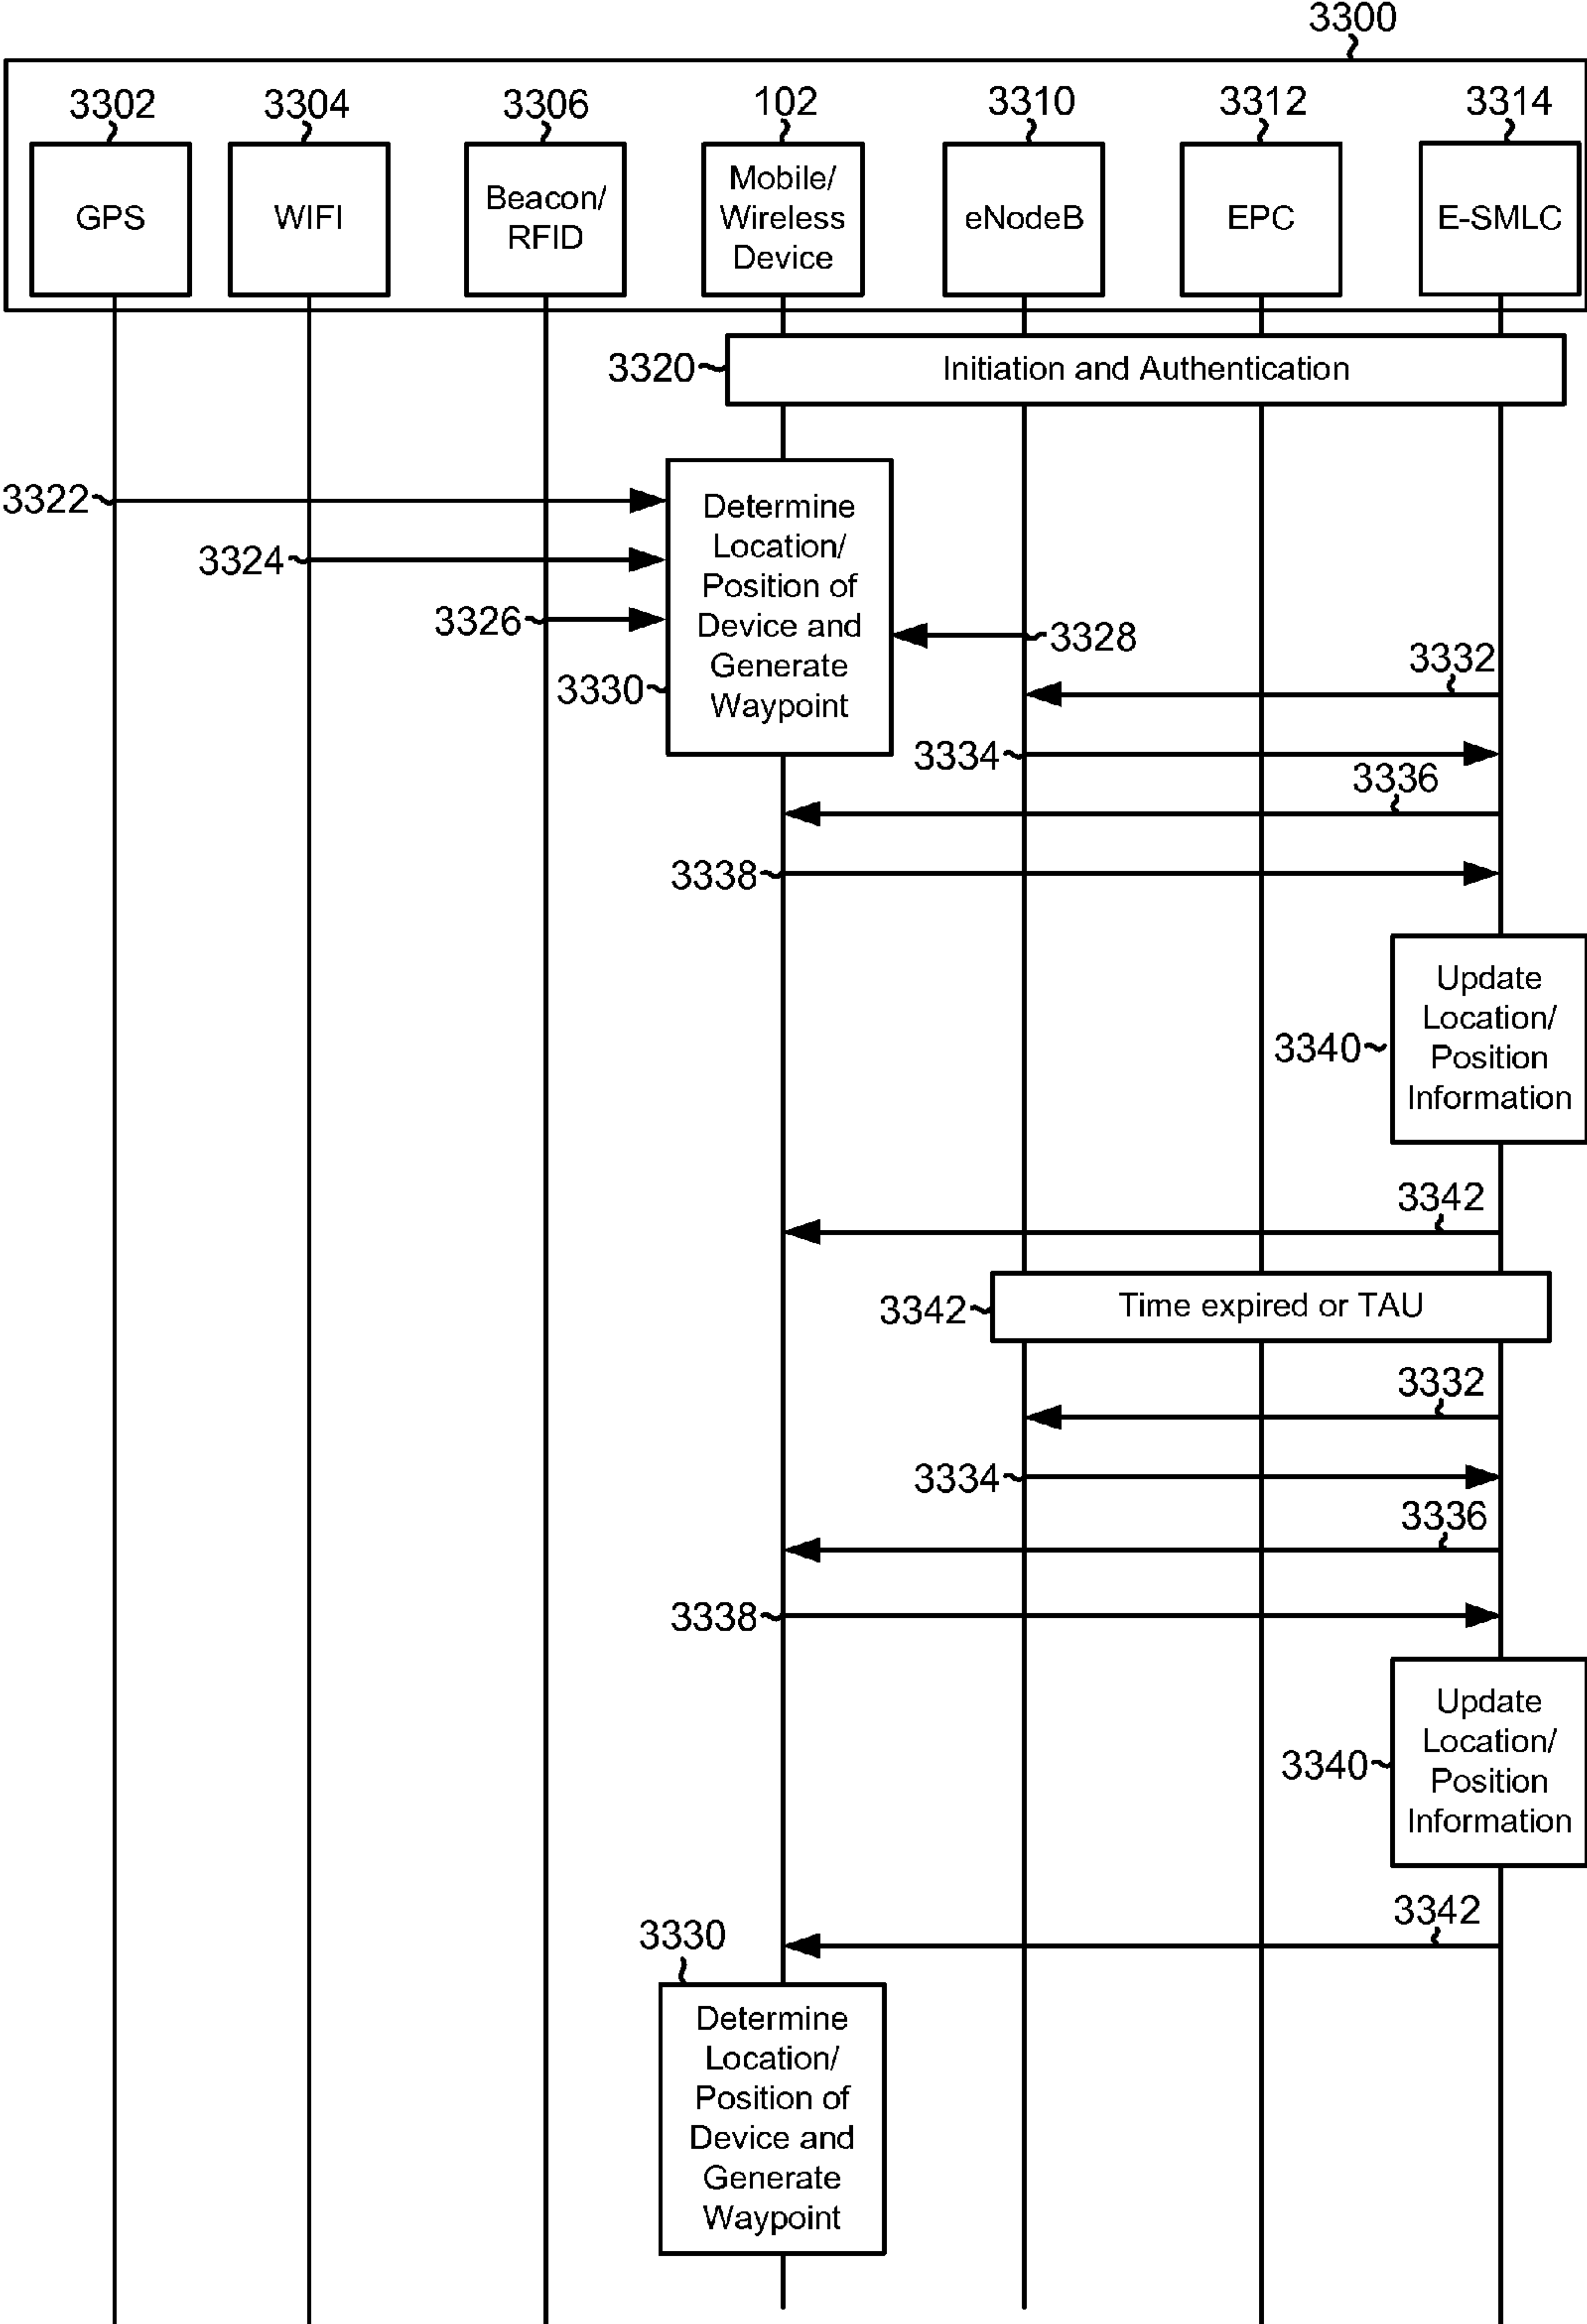 3300
3302
3304
3306
102
3310
3312
3314
GPS
WIFI
Beacon/
RFID
Mobile/
Wireless
Device
eNodeB
EPC
E-SMLC
3320
Initiation and Authentication
3322
3324
3326
3330
Determine
Location/
Position of
Device and
Generate
Waypoint
3328
3332
3334
3336
3338
3340
Update
Location/
Position
Information
3342
3342
Time expired or TAU
3332
3334
3336
3338
3340
Update
Location/
Position
Information
3342
3330
Determine
Location/
Position of
Device and
Generate
Waypoint